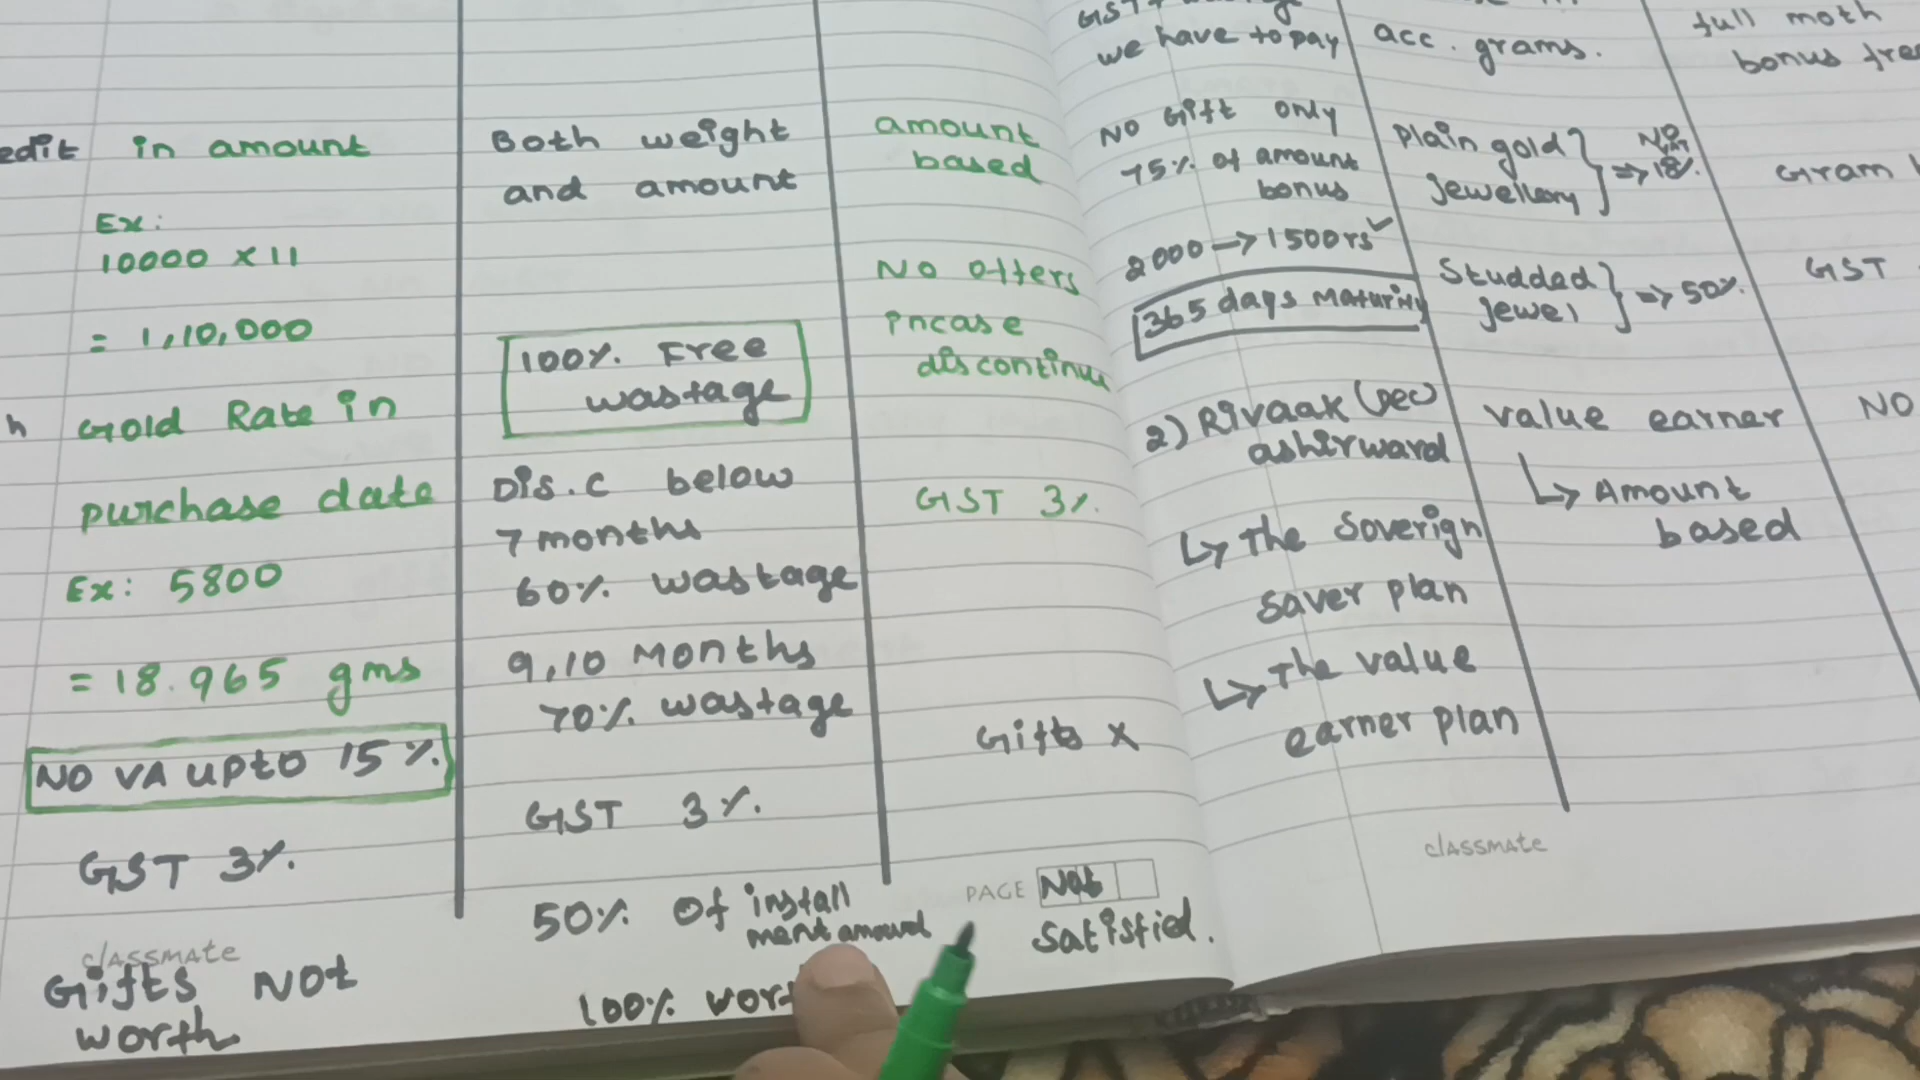 we have to pay
edit in amount
Ex:
10000 x 11
= 1,10,000
h Gold Rate in
purchase date
Ex: 5800
= 18.965 gms
NO VA upto 15 %.
GST 3%.
classmate
Gifts Not
worth
Both weight
and amount
100%. Free
wastage
Dis.c below
7 months
60%. wastage
9,10 Months
70%. wastage
GST 3%.
50%. Of install
ment amount
100%.
amount
based
No Offers
incase
discontinue
GST 3%.
Gifts x
PAGE Not
Satisfied.
NO Gift only
75%. of amount
bonus
2000 -> 1500rs ✓
365 days Maturity
2) Rivaak (Dec)
ashirward
↳ The Soverign
saver plan
↳ The value
earner plan
acc. grams.
Plain gold } => NO
Jewellery 18%.
Studded } => 50%.
Jewel
value earner
↳ Amount
based
classmate
full moth
bonus free
Gram
GST
NO